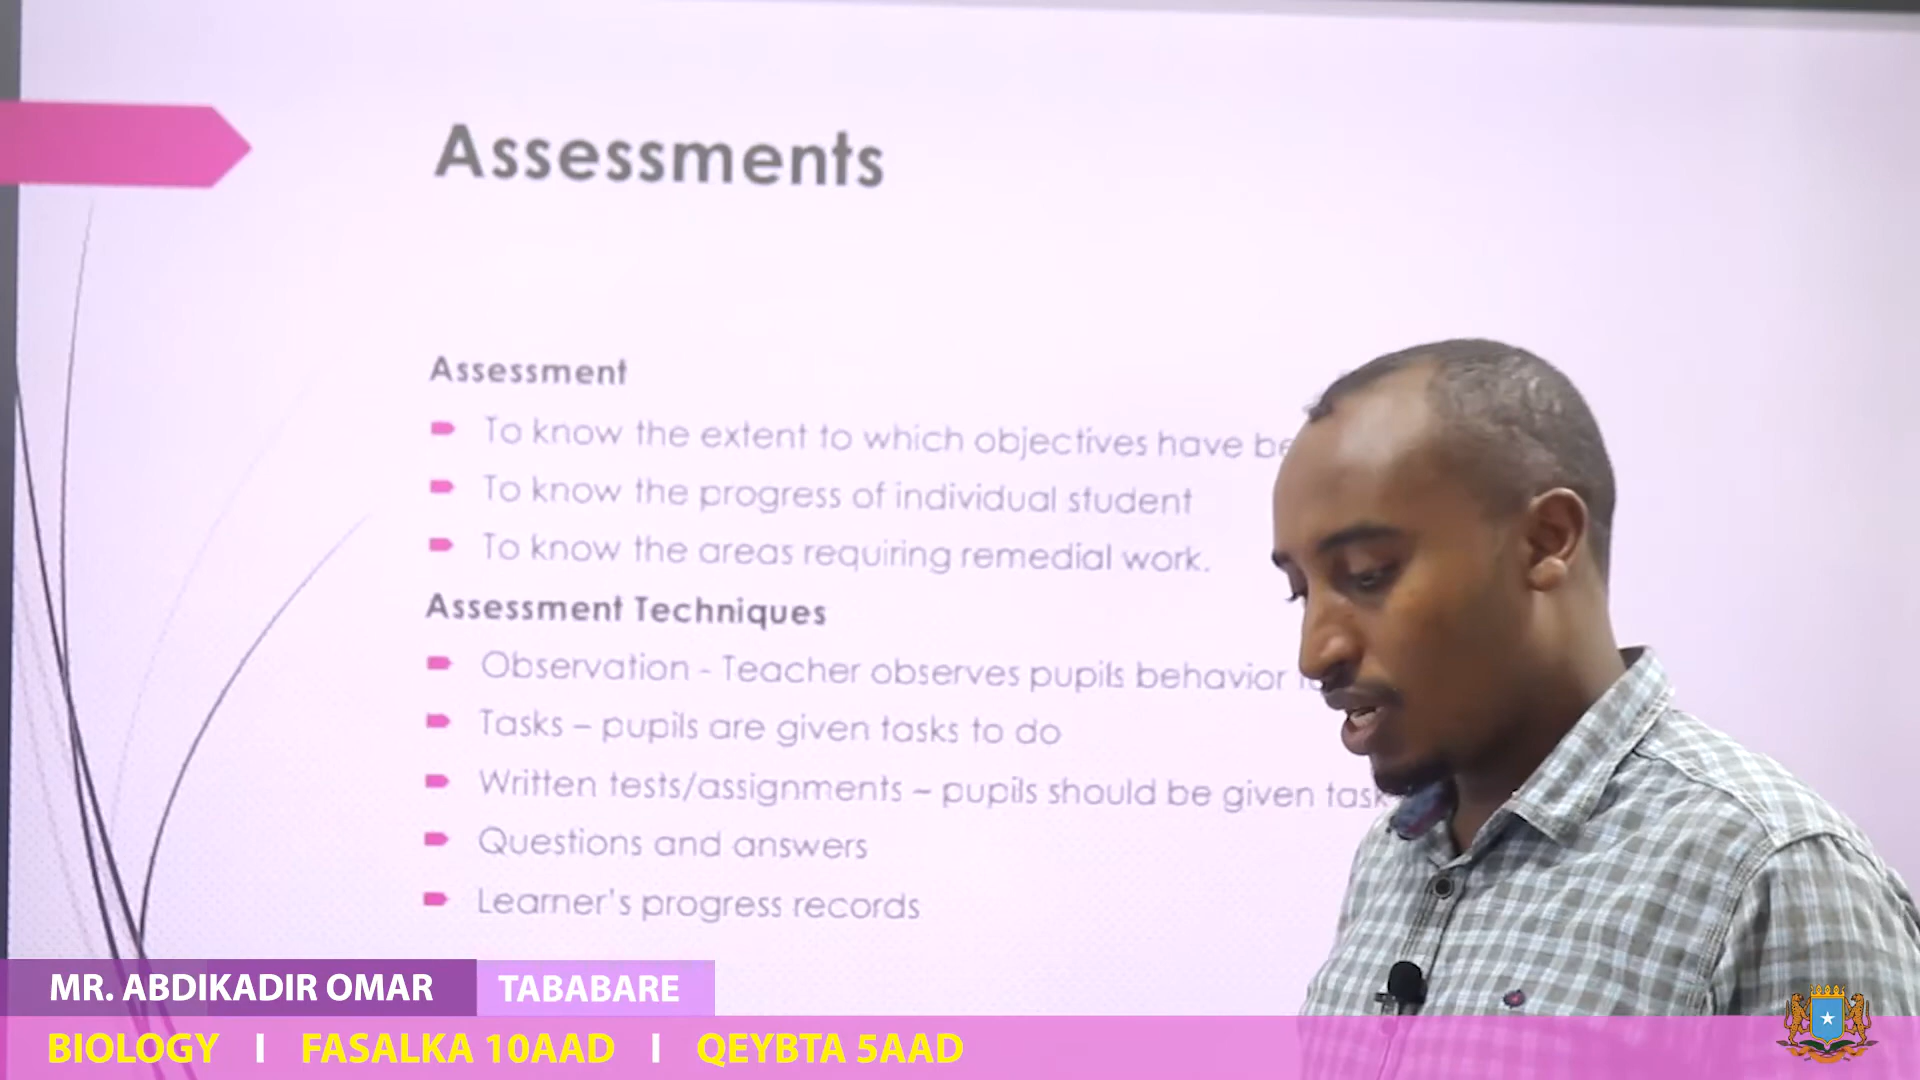 Assessments
Assessment
To know the extent to which objectives have
To know the progress of individual student
To know the areas requiring remedial work.
Assessment Techniques
Observation - Teacher observes pupils behavior
Tasks – pupils are given tasks to do
Written tests/assignments – pupils should be given
Questions and answers
Learner's progress records
MR. ABDIKADIR OMAR TABABARE
BIOLOGY I FASALKA 10AAD I QEYBTA 5AAD